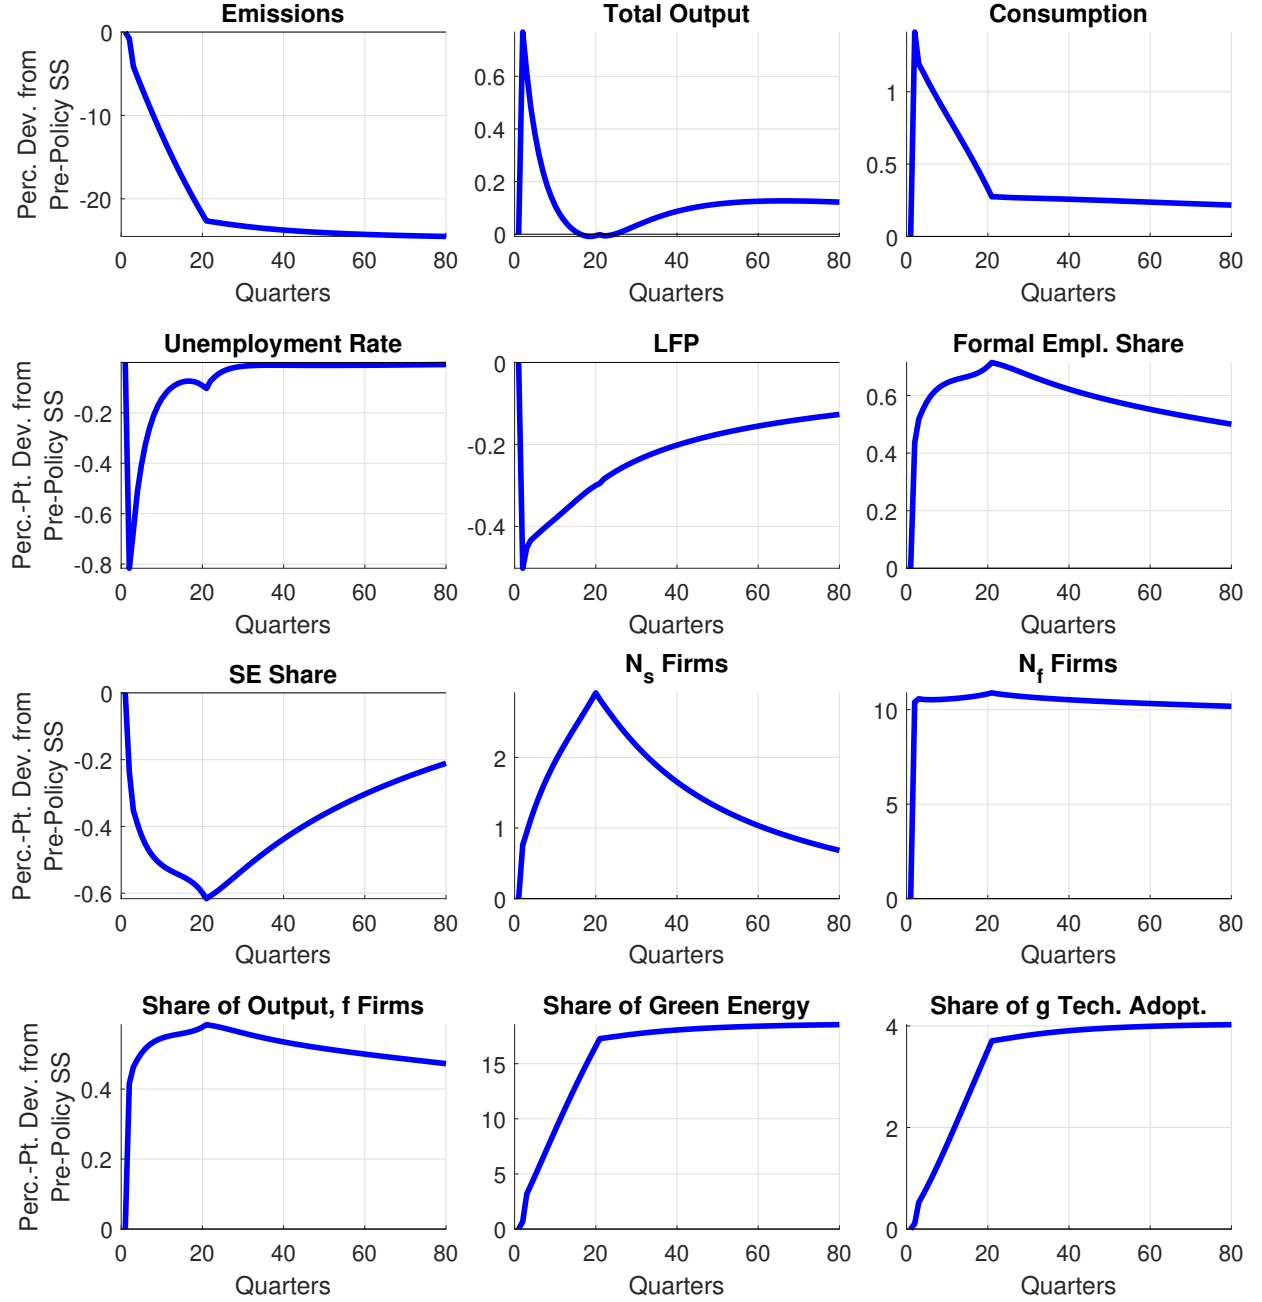 Emissions
Perc. Dev. from
Pre-Policy SS
0
-10
-20
0 20 40 60 80
Quarters
Total Output
0.6
0.4
0.2
0
0 20 40 60 80
Quarters
Consumption
1
0.5
0
0 20 40 60 80
Quarters
Unemployment Rate
Perc.-Pt. Dev. from
Pre-Policy SS
-0.2
-0.4
-0.6
-0.8
0 20 40 60 80
Quarters
LFP
0
-0.2
-0.4
0 20 40 60 80
Quarters
Formal Empl. Share
0.6
0.4
0.2
0
0 20 40 60 80
Quarters
SE Share
Perc.-Pt. Dev. from
Pre-Policy SS
0
-0.2
-0.4
-0.6
0 20 40 60 80
Quarters
N_s Firms
2
1
0
0 20 40 60 80
Quarters
N_f Firms
10
5
0
0 20 40 60 80
Quarters
Share of Output, f Firms
Perc.-Pt. Dev. from
Pre-Policy SS
0.4
0.2
0
0 20 40 60 80
Quarters
Share of Green Energy
15
10
5
0
0 20 40 60 80
Quarters
Share of g Tech. Adopt.
4
2
0
0 20 40 60 80
Quarters